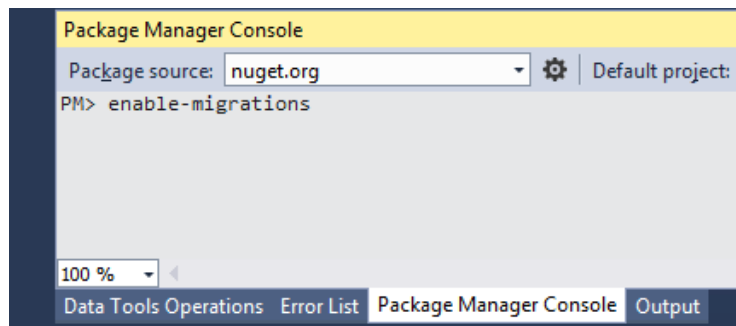 Package Manager Console
Package source: nuget.org Default project:
PM> enable-migrations
100 %
Data Tools Operations Error List Package Manager Console Output